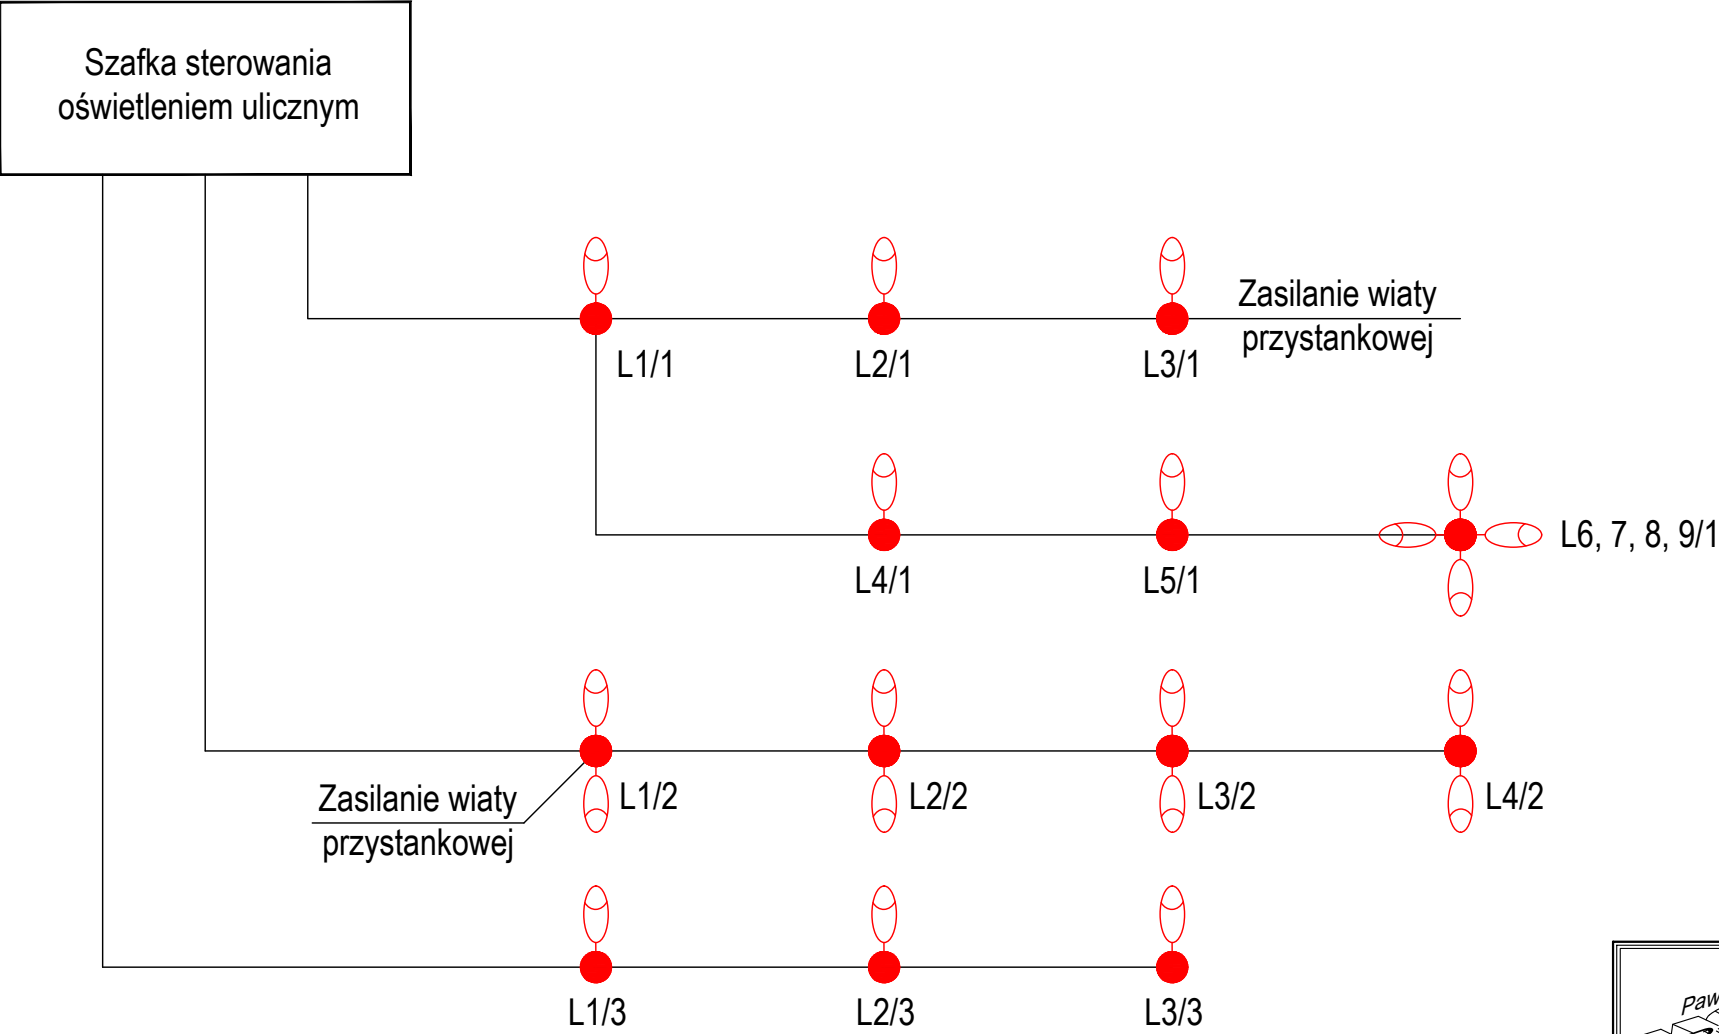 Szafka sterowania
oświetleniem ulicznym
Zasilanie wiaty
przystankowej
L1/1
L2/1
L3/1
L6, 7, 8, 9/1
L4/1
L5/1
L1/2
L2/2
L3/2
L4/2
Zasilanie wiaty
przystankowej
L1/3
L2/3
L3/3